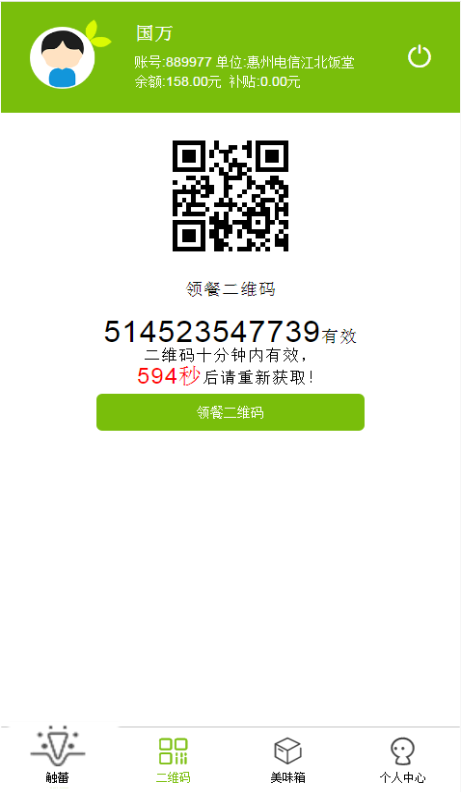 国万
账号:889977 单位:惠州电信江北饭堂
余额:158.00元 补贴:0.00元
领餐二维码
514523547739有效
二维码十分钟内有效，
594秒后请重新获取！
领餐二维码
触蕾
二维码
美味箱
个人中心